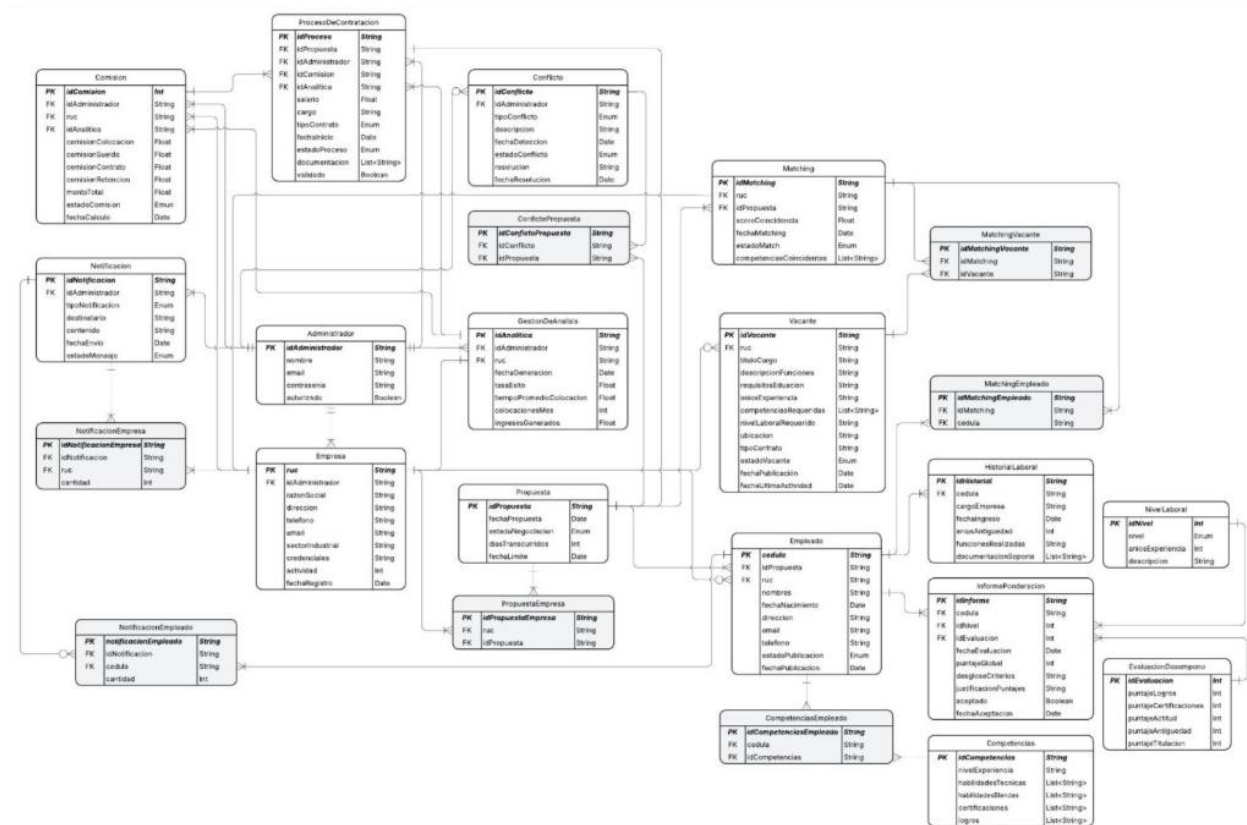 ProcesoDeContratacion
PK idProceso String
FK idPropuesta String
FK idAdministrador String
FK idComision String
FK idAnalitica String
salario Float
cargo String
tipoContrato Enum
fechaInicio Date
estadoProceso Enum
documentacion List<String>
validado Boolean
Comision
PK idComision Int
FK idAdministrador String
FK ruc String
FK idAnalitica String
comisionColocacion Float
comisionSueldo Float
comisionContrato Float
comisionRetencion Float
montoTotal Float
estadoComision Enum
fechaCalculo Date
Conflicto
PK idConflicto String
FK idAdministrador String
tipoConflicto Enum
descripcion String
fechaDeteccion Date
estadoConflicto Enum
resolucion String
fechaResolucion Date
Matching
PK idMatching String
FK ruc String
FK idPropuesta String
scoreCoincidencia Float
fechaMatching Date
estadoMatch Enum
competenciasCoincidentes List<String>
ConflictoPropuesta
PK idConflictoPropuesta String
FK idConflicto String
FK idPropuesta String
MatchingVacante
PK idMatchingVacante String
FK idMatching String
FK idVacante String
Notificacion
PK idNotificacion String
FK idAdministrador String
tipoNotificacion Enum
destinatario String
contenido String
fechaEnvio Date
estadoMensaje Enum
Administrador
PK idAdministrador String
nombre String
email String
contrasenia String
autorizado Boolean
GestionDeAnalisis
PK idAnalitica String
FK idAdministrador String
FK ruc String
fechaGeneracion Date
tasaExito Float
tiempoPromedioColocacion Float
colocacionesMes Int
ingresosGenerados Float
Vacante
PK idVacante String
FK ruc String
tituloCargo String
descripcionFunciones String
requisitosEduacion String
aniosExperiencia String
competenciasRequeridas List<String>
nivelLaboralRequerido String
ubicacion String
tipoContrato String
estadoVacante Enum
fechaPublicación Date
fechaUltimaActividad Date
MatchingEmpleado
PK idMatchingEmpleado String
FK idMatching String
FK cedula String
NotificacionEmpresa
PK idNotificacionEmpresa String
FK idNotificacion String
FK ruc String
cantidad Int
Empresa
PK ruc String
FK idAdministrador String
razonSocial String
direccion String
telefono String
email String
sectorIndustrial String
credenciales String
actividad Int
fechaRegistro Date
Propuesta
PK idPropuesta String
fechaPropuesta Date
estadoNegociacion Enum
diasTranscurridos Int
fechaLimite Date
HistorialLaboral
PK idHistorial String
FK cedula String
cargoEmpresa String
fechaIngreso Date
aniosAntiguedad Int
funcionesRealizadas String
documentacionSoporte List<String>
NivelLaboral
PK idNivel Int
nivel Enum
aniosExperiencia Int
descripcion String
Empleado
PK cedula String
FK idPropuesta String
FK ruc String
nombres String
fechaNacimiento Date
direccion String
email String
telefono String
estadoPublicacion Enum
fechaPublicacion Date
InformePonderacion
PK idInforme String
FK cedula String
FK idNivel Int
FK idEvaluacion Int
fechaEvaluacion Date
puntajeGlobal Int
desgloseCriterios String
justificacionPuntajes String
aceptado Boolean
fechaAceptacion Date
PropuestaEmpresa
PK idPropuestaEmpresa String
FK ruc String
FK idPropuesta String
NotificacionEmpleado
PK notificacionEmpleado String
FK idNotificacion String
FK cedula String
cantidad Int
EvaluacionDesempeno
PK idEvaluacion Int
puntajeLogros Int
puntajeCertificaciones Int
puntajeActitud Int
puntajeAntiguedad Int
puntajeTitulacion Int
CompetenciasEmpleado
PK idCompetenciasEmpleado String
FK cedula String
FK idCompetencias String
Competencias
PK idCompetencias String
nivelExperiencia String
habilidadesTecnicas List<String>
habilidadesBlandas List<String>
certificaciones List<String>
logros List<String>